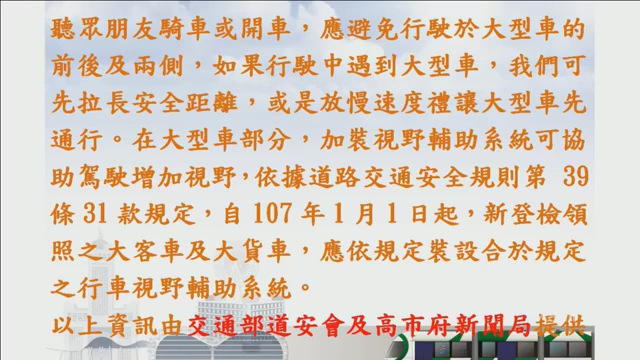 聽眾朋友騎車或開車，應避免行駛於大型車的
前後及兩側，如果行駛中遇到大型車，我們可
先拉長安全距離，或是放慢速度禮讓大型車先
通行。在大型車部分，加裝視野輔助系統可協
助駕駛增加視野，依據道路交通安全規則第 39
條 31 款規定，自 107 年 1 月 1 日起，新登檢領
照之大客車及大貨車，應依規定裝設合於規定
之行車視野輔助系統。
以上資訊由交通部道安會及高市府新聞局提供